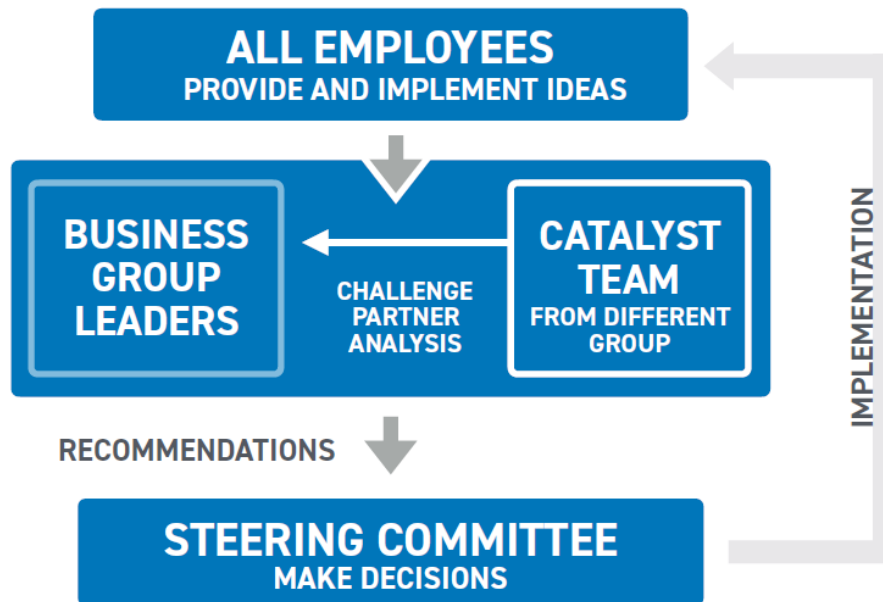 ALL EMPLOYEES
PROVIDE AND IMPLEMENT IDEAS
BUSINESS
GROUP
LEADERS
CHALLENGE
PARTNER
ANALYSIS
CATALYST
TEAM
FROM DIFFERENT
GROUP
IMPLEMENTATION
RECOMMENDATIONS
STEERING COMMITTEE
MAKE DECISIONS